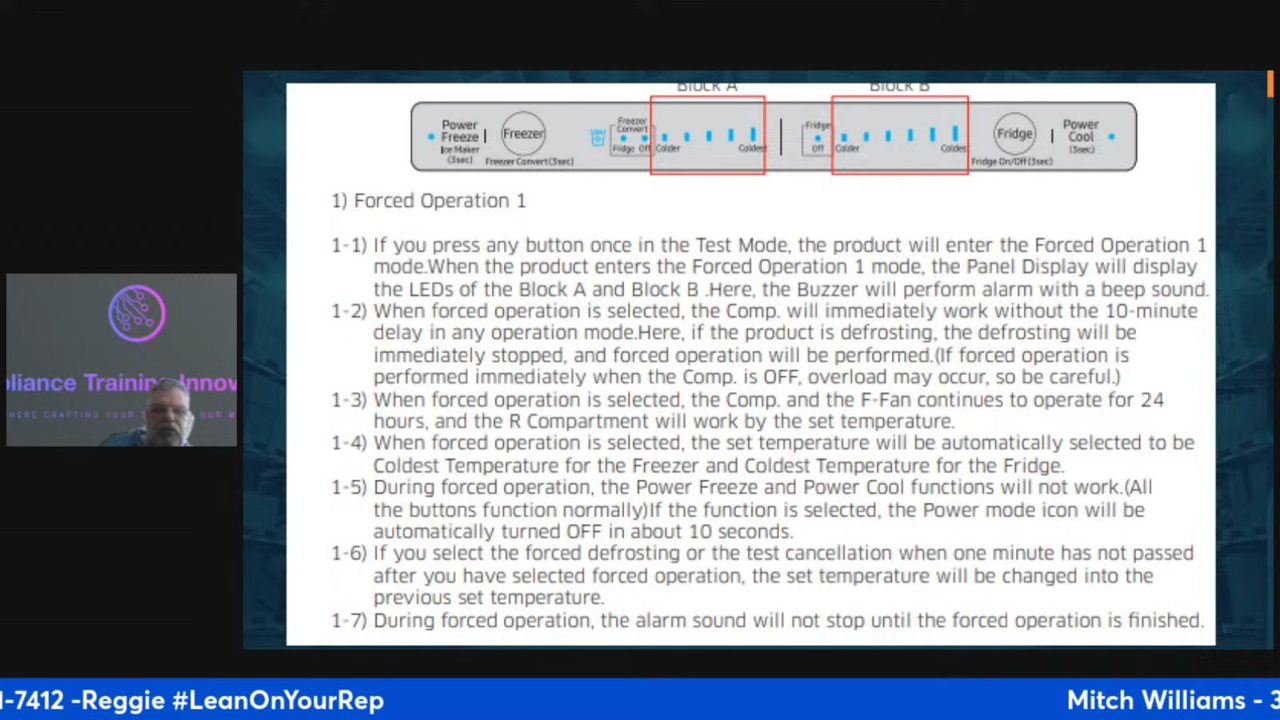 Block A
Block B
Power
Freeze
Ice Maker
(3sec)
Freezer
Freezer Convert(3sec)
Freezer
Convert
Fridge Off
Colder
Coldest
Fridge
Off
Colder
Coldest
Fridge
Fridge On/Off(3sec)
Power
Cool
(3sec)
1) Forced Operation 1
1-1) If you press any button once in the Test Mode, the product will enter the Forced Operation 1
mode.When the product enters the Forced Operation 1 mode, the Panel Display will display
the LEDs of the Block A and Block B .Here, the Buzzer will perform alarm with a beep sound.
1-2) When forced operation is selected, the Comp. will immediately work without the 10-minute
delay in any operation mode.Here, if the product is defrosting, the defrosting will be
immediately stopped, and forced operation will be performed.(If forced operation is
performed immediately when the Comp. is OFF, overload may occur, so be careful.)
1-3) When forced operation is selected, the Comp. and the F-Fan continues to operate for 24
hours, and the R Compartment will work by the set temperature.
1-4) When forced operation is selected, the set temperature will be automatically selected to be
Coldest Temperature for the Freezer and Coldest Temperature for the Fridge.
1-5) During forced operation, the Power Freeze and Power Cool functions will not work.(All
the buttons function normally)If the function is selected, the Power mode icon will be
automatically turned OFF in about 10 seconds.
1-6) If you select the forced defrosting or the test cancellation when one minute has not passed
after you have selected forced operation, the set temperature will be changed into the
previous set temperature.
1-7) During forced operation, the alarm sound will not stop until the forced operation is finished.
pliance Training Innov
HERE CRAFTING YOUR
OUR W
-7412 -Reggie #LeanOnYourRep
Mitch Williams - 3